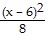 (x – 6)²
8